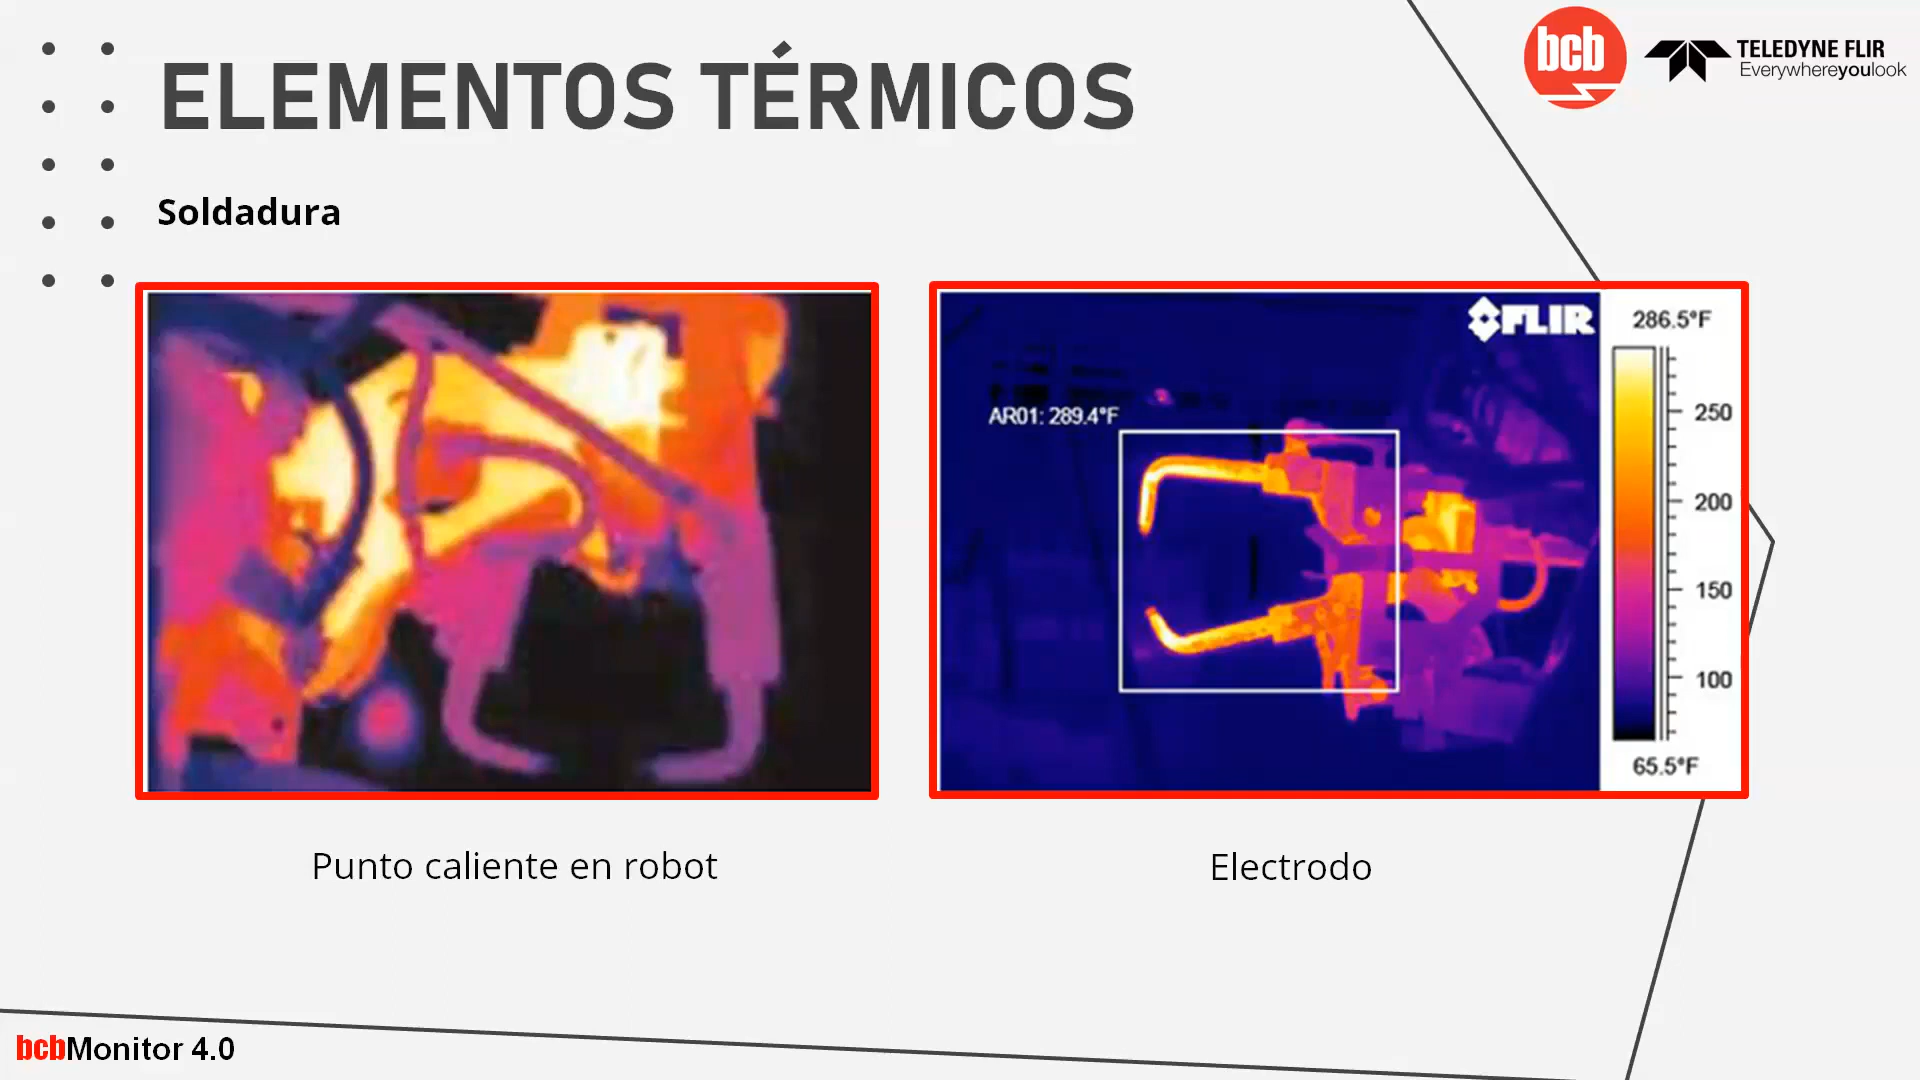 ELEMENTOS TÉRMICOS
bcb
TELEDYNE FLIR
Everywhereyoulook
Soldadura
FLIR
286.5°F
AR01: 289.4°F
250
200
150
100
65.5°F
Punto caliente en robot
Electrodo
bcbMonitor 4.0